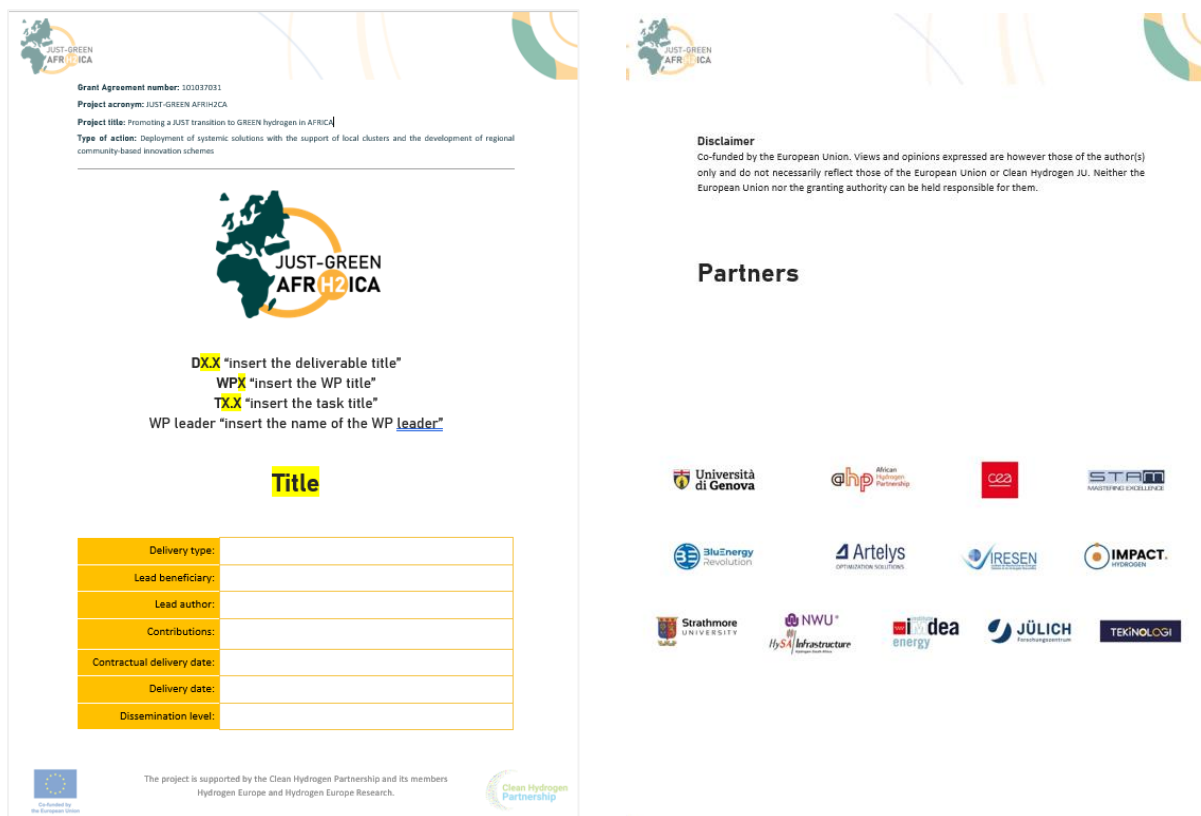 JUST-GREEN
AFRH2ICA
Grant Agreement number: 101037031
Project acronym: JUST-GREEN AFRIH2CA
Project title: Promoting a JUST transition to GREEN hydrogen in AFRICA
Type of action: Deployment of systemic solutions with the support of local clusters and the development of regional
community-based innovation schemes
JUST-GREEN
AFRH2ICA
DX.X “insert the deliverable title”
WPX “insert the WP title”
TX.X “insert the task title”
WP leader “insert the name of the WP leader”
Title
Delivery type:
Lead beneficiary:
Lead author:
Contributions:
Contractual delivery date:
Delivery date:
Dissemination level:
Co-funded by
the European Union
The project is supported by the Clean Hydrogen Partnership and its members
Hydrogen Europe and Hydrogen Europe Research.
Clean Hydrogen
Partnership
JUST-GREEN
AFRH2ICA
Disclaimer
Co-funded by the European Union. Views and opinions expressed are however those of the author(s)
only and do not necessarily reflect those of the European Union or Clean Hydrogen JU. Neither the
European Union nor the granting authority can be held responsible for them.
Partners
Università
di Genova
ahp
African
Hydrogen
Partnership
cea
STAM
MASTERING EXCELLENCE
BE
BluEnergy
Revolution
Artelys
OPTIMIZATION SOLUTIONS
IRESEN
IMPACT.
HYDROGEN
Strathmore
UNIVERSITY
NWU
HySA Infrastructure
imdea
energy
JÜLICH
Forschungszentrum
TEKINOLOGI